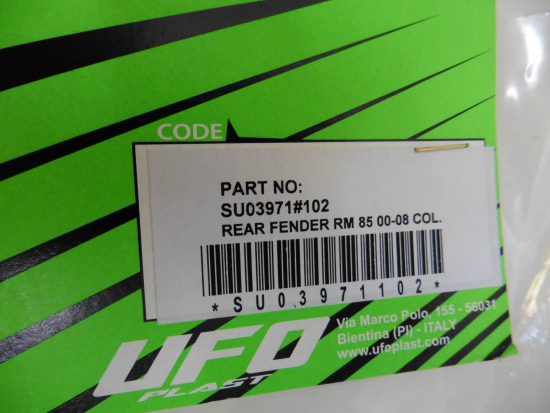 CODE
PART NO:
SU03971#102
REAR FENDER RM 85 00-08 COL.
*SU03971102*
UFO
PLAST
Via Marco Polo, 155 - 56031
Bientina (PI) - ITALY
www.ufoplast.com